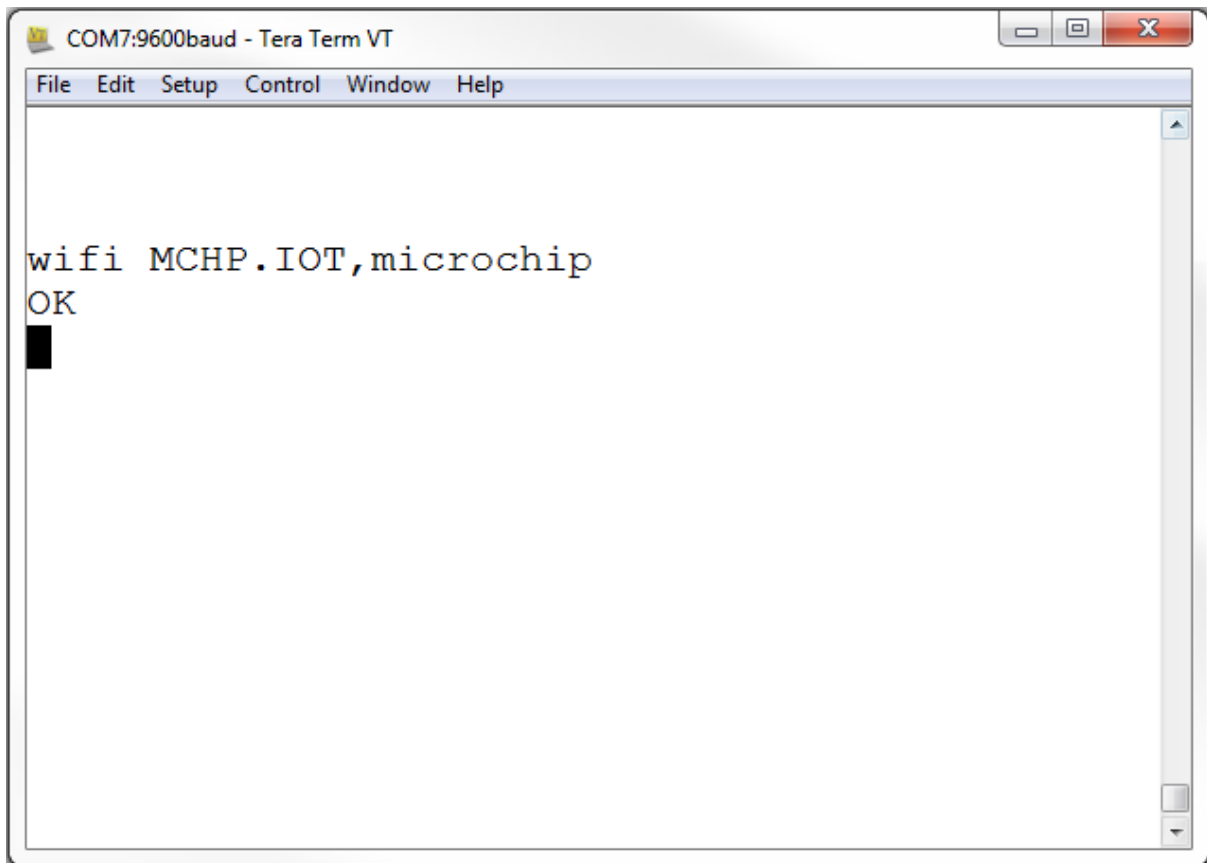 COM7:9600baud - Tera Term VT
File Edit Setup Control Window Help
wifi MCHP.IOT,microchip
OK